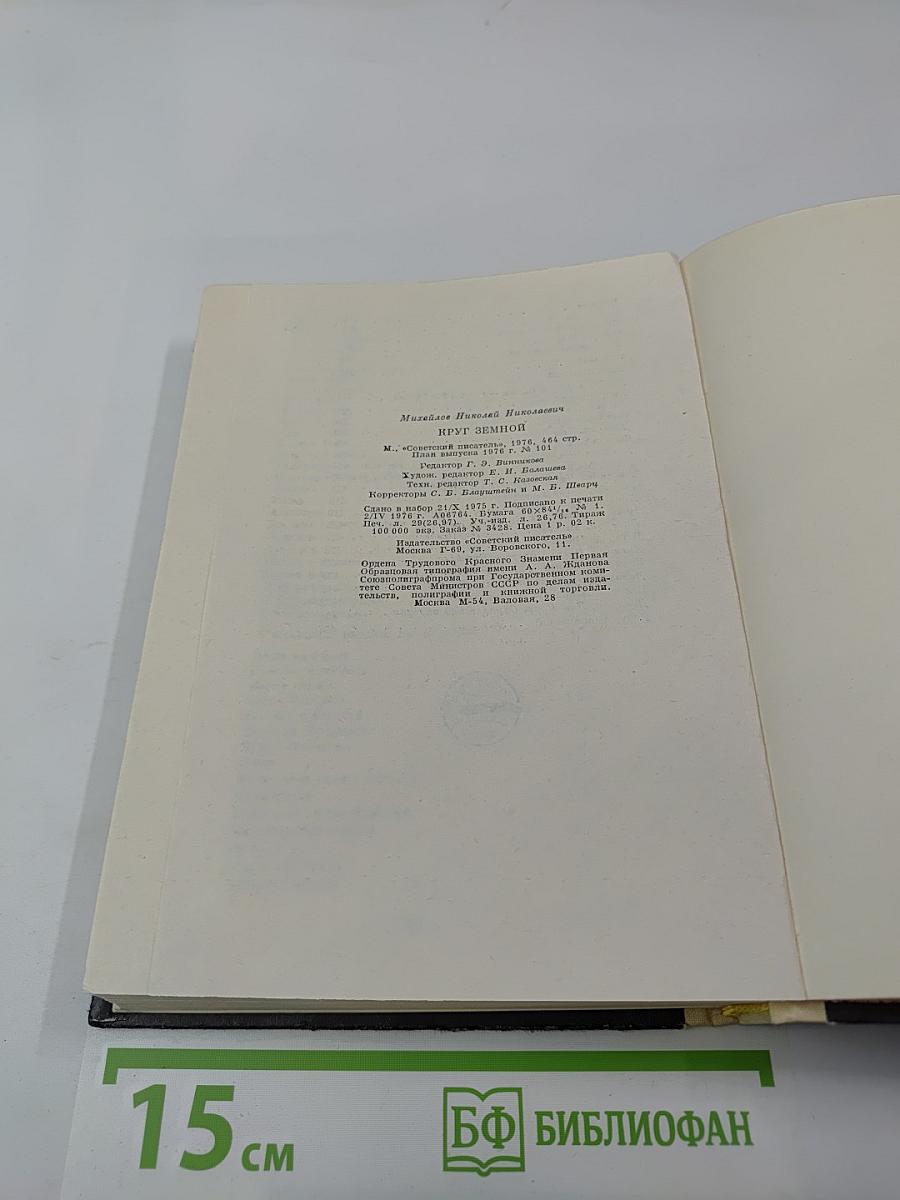 Михайлов Николай Николаевич
КРУГ ЗЕМНОЙ
М., «Советский писатель», 1976, 464 стр.
План выпуска 1976 г. № 101
Редактор Г. Э. Винникова
Худож. редактор Е. И. Балашева
Техн. редактор Т. С. Казовская
Корректоры С. Б. Блауштейн и М. Б. Шварц
Сдано в набор 21/X 1975 г. Подписано к печати
2/IV 1976 г. А06764. Бумага 60×84¹/₁₆ № 1.
Печ. л. 29(26,97). Уч.-изд. л. 26,76. Тираж
100 000 экз. Заказ № 3428. Цена 1 р. 02 к.
Издательство «Советский писатель»
Москва Г-69, ул. Воровского, 11.
Ордена Трудового Красного Знамени Первая
Образцовая типография имени А. А. Жданова
Союзполиграфпрома при Государственном коми-
тете Совета Министров СССР по делам изда-
тельств, полиграфии и книжной торговли.
Москва М-54, Валовая, 28
15 см
БФ БИБЛИОФАН